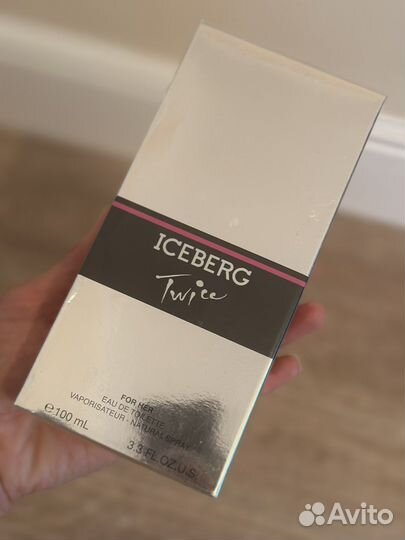 ICEBERG
Twice
FOR HER
EAU DE TOILETTE
VAPORISATEUR - NATURAL SPRAY
e 100 mL
3.3 FL.OZ.U.S.
Avito